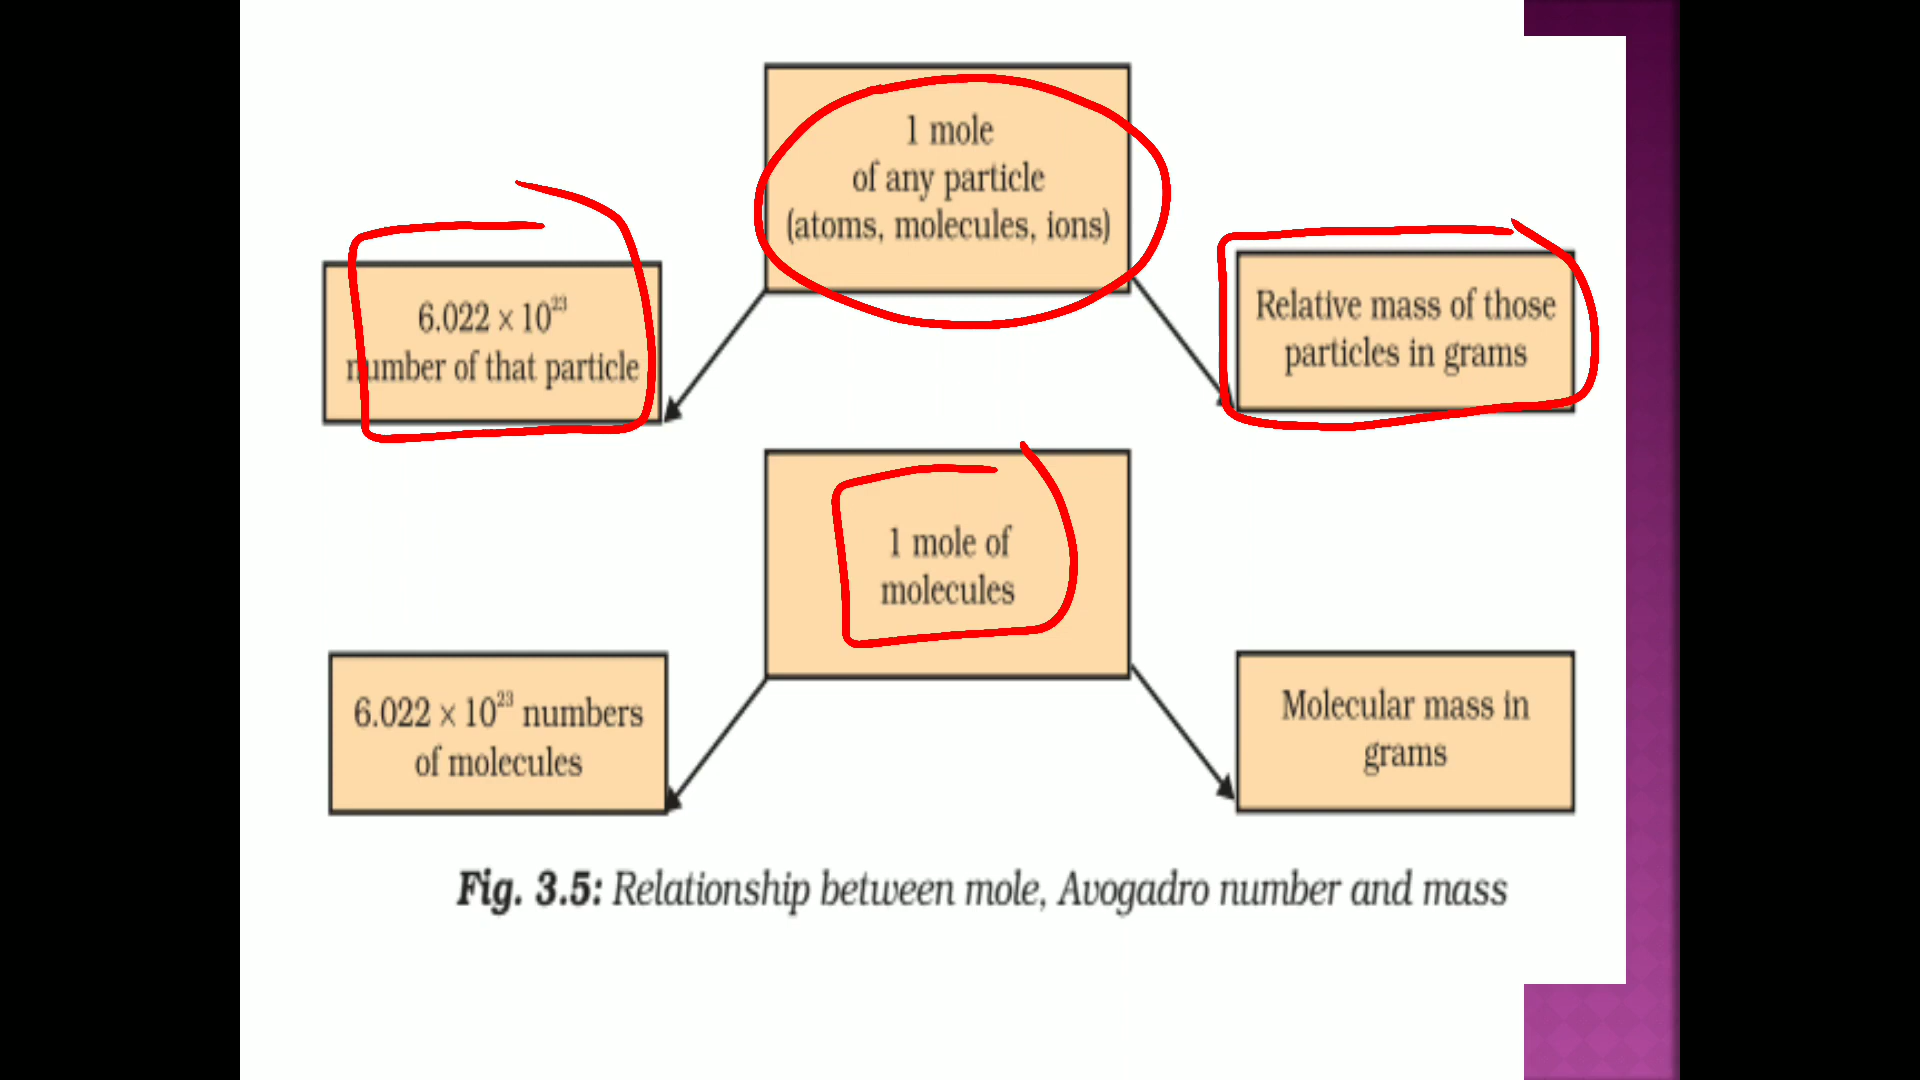 1 mole
of any particle
(atoms, molecules, ions)
6.022 × 10²³
number of that particle
Relative mass of those
particles in grams
1 mole of
molecules
6.022 × 10²³ numbers
of molecules
Molecular mass in
grams
Fig. 3.5: Relationship between mole, Avogadro number and mass